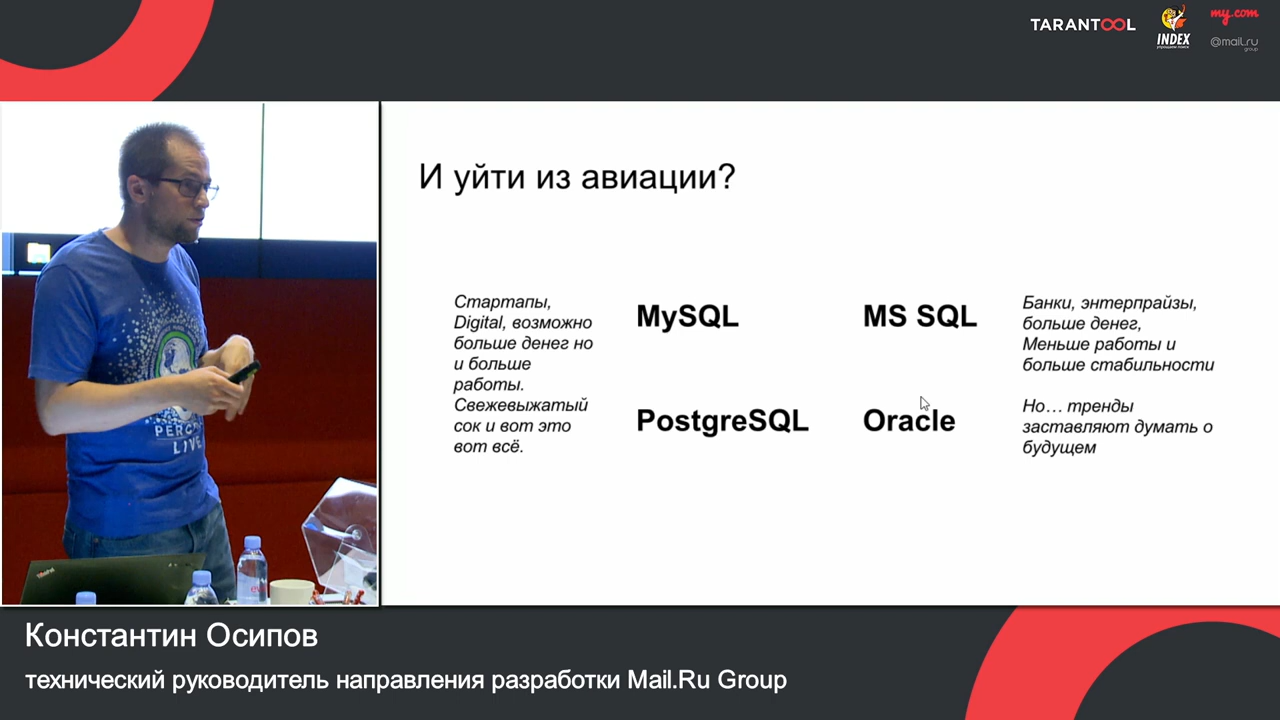 TARANTOOL
INDEX
my.com
@mail.ru
group
И уйти из авиации?
Стартапы,
Digital, возможно
больше денег но
и больше
работы.
Свежевыжатый
сок и вот это
вот всё.
MySQL
MS SQL
PostgreSQL
Oracle
Банки, энтерпрайзы,
больше денег,
Меньше работы и
больше стабильности
Но… тренды
заставляют думать о
будущем
LIVE
Константин Осипов
технический руководитель направления разработки Mail.Ru Group